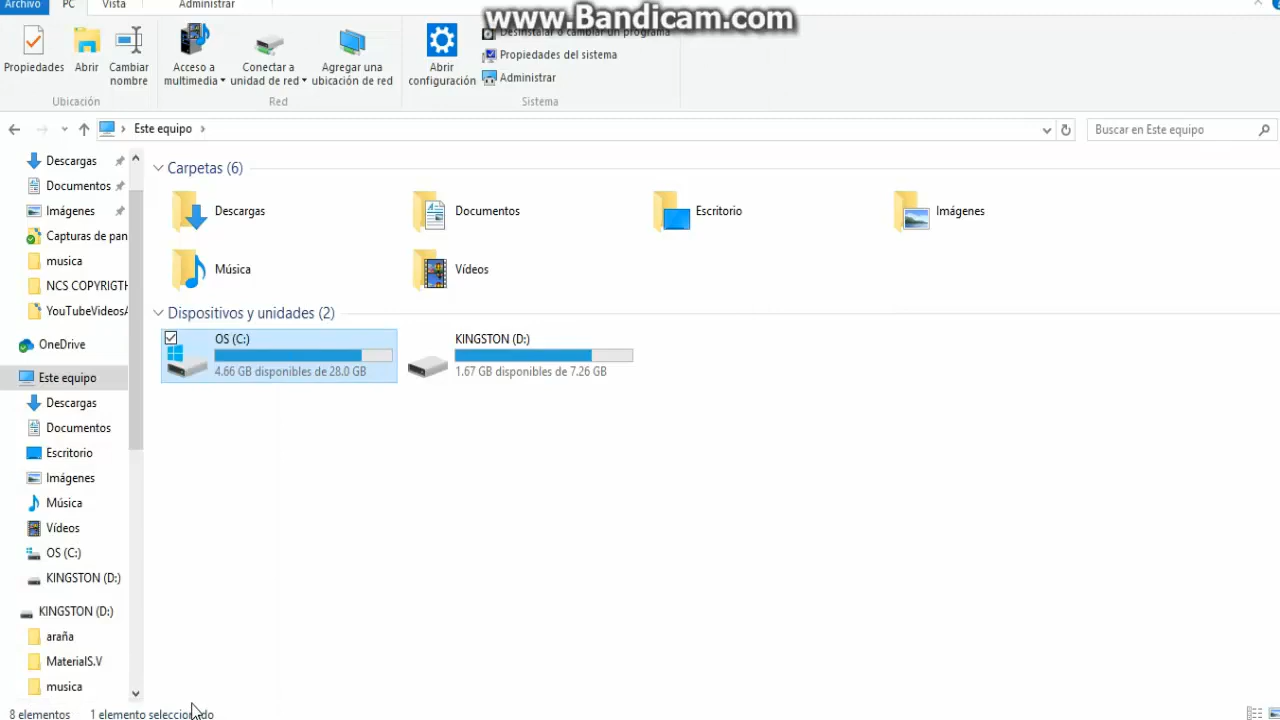 Archivo PC Vista Administrar
www.Bandicam.com
Desinstalar o cambiar un programa
Propiedades del sistema
Administrar
Propiedades
Abrir
Cambiar
nombre
Acceso a
multimedia
Conectar a
unidad de red
Agregar una
ubicación de red
Abrir
configuración
Ubicación
Red
Sistema
Este equipo
Buscar en Este equipo
Descargas
Documentos
Imágenes
Capturas de pan
musica
NCS COPYRIGTH
YouTubeVideosA
OneDrive
Este equipo
Descargas
Documentos
Escritorio
Imágenes
Música
Vídeos
OS (C:)
KINGSTON (D:)
KINGSTON (D:)
araña
MaterialS.V
musica
Carpetas (6)
Descargas
Documentos
Escritorio
Imágenes
Música
Vídeos
Dispositivos y unidades (2)
OS (C:)
4.66 GB disponibles de 28.0 GB
KINGSTON (D:)
1.67 GB disponibles de 7.26 GB
8 elementos
1 elemento seleccionado